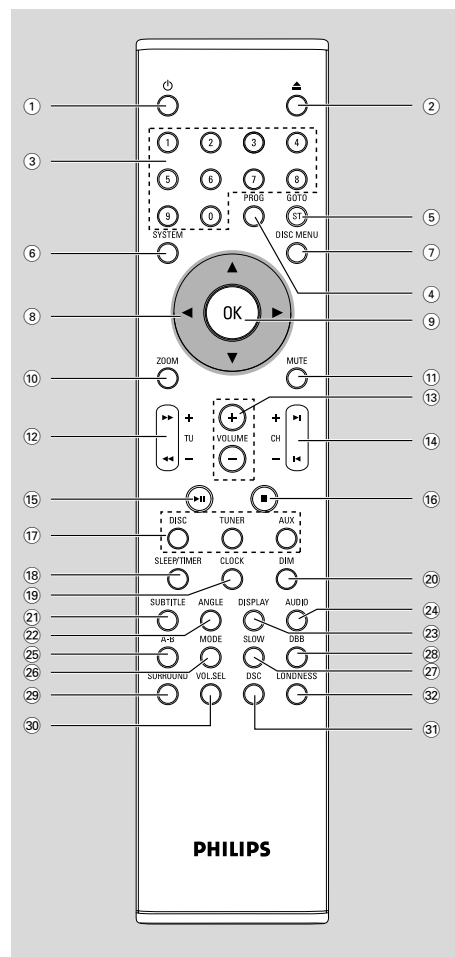 1 2
3 1 2 3 4
5 6 7 8
PROG GOTO
9 0 ST 5
SYSTEM DISC MENU
6 7
4
8 OK 9
ZOOM MUTE
10 11
13
+ + +
12 TU VOLUME CH 14
− − −
15 16
DISC TUNER AUX
17
SLEEP/TIMER CLOCK DIM
18 19 20
SUBTITLE ANGLE DISPLAY AUDIO
21 22 23 24
A-B MODE SLOW DBB
25 26 27 28
SURROUND VOL.SEL DSC LONDNESS
29 30 31 32
PHILIPS